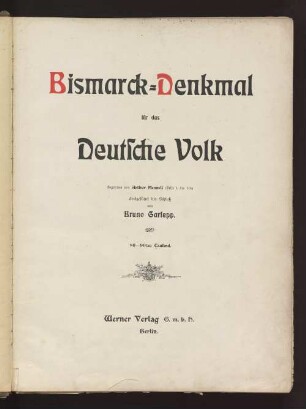 Bismarck=Denkmal
für das
Deutsche Volk
Bruno Garlepp.
Werner Verlag G. m. b. H.
Berlin.